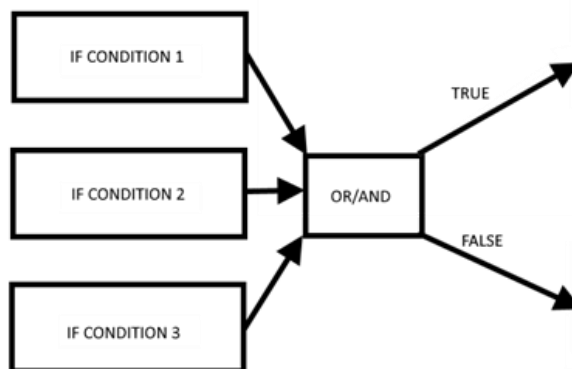 IF CONDITION 1
TRUE
IF CONDITION 2
OR/AND
FALSE
IF CONDITION 3